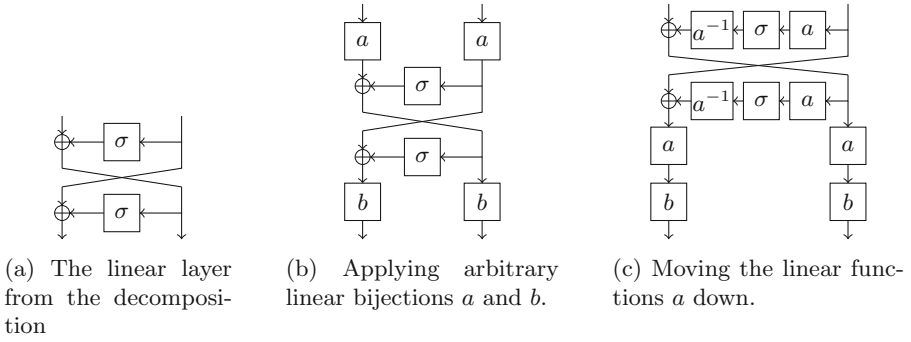 a a
σ
σ
b b
a⁻¹ σ a
a⁻¹ σ a
a a
b b
σ
σ
(a) The linear layer
from the decomposi-
tion
(b) Applying arbitrary
linear bijections a and b.
(c) Moving the linear func-
tions a down.